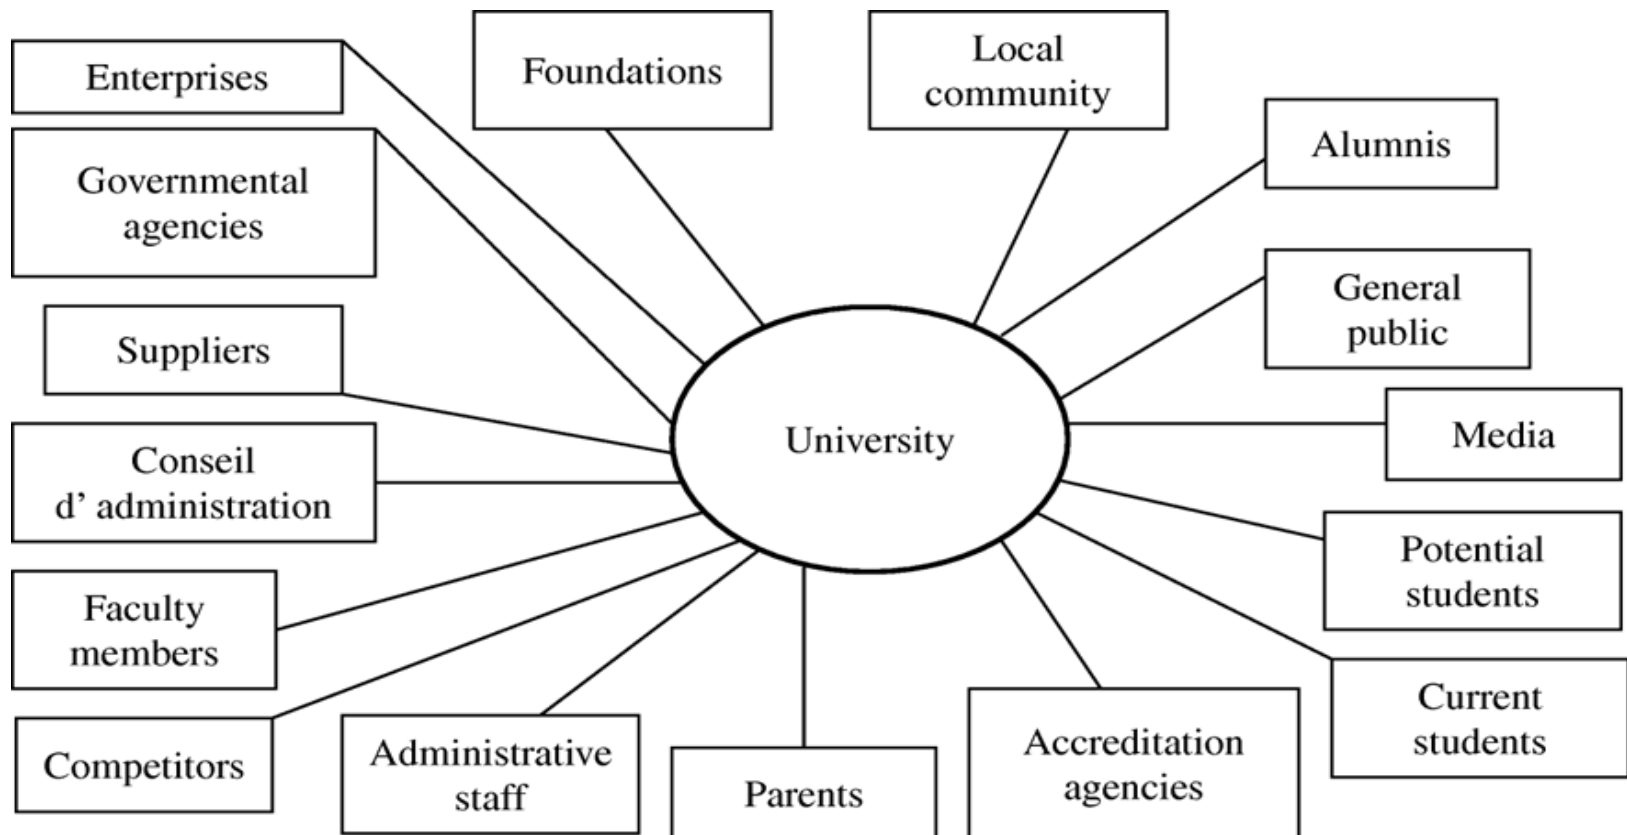 Enterprises
Foundations
Local
community
Alumnis
Governmental
agencies
General
public
Suppliers
Media
University
Conseil
d' administration
Potential
students
Faculty
members
Current
students
Competitors
Administrative
staff
Parents
Accreditation
agencies